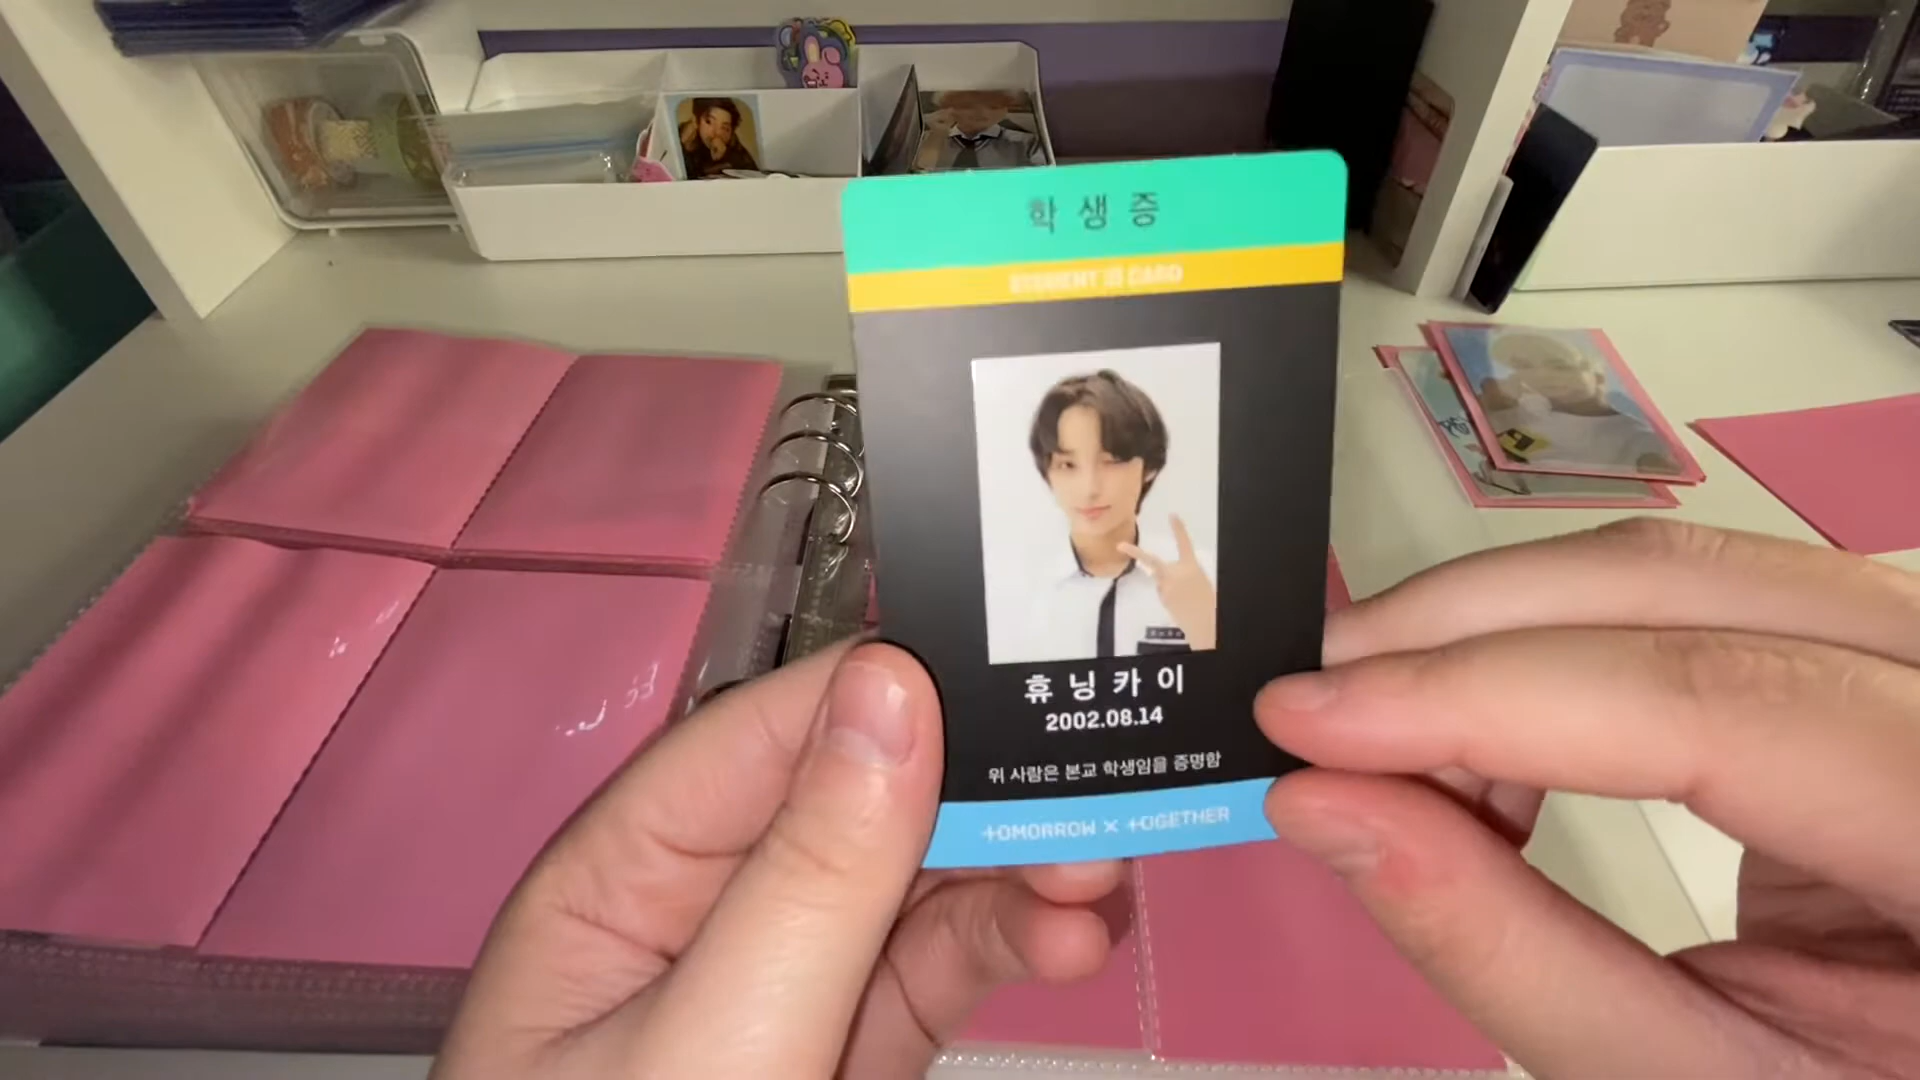 학생증
STUDENT ID CARD
휴닝카이
2002.08.14
위 사람은 본교 학생임을 증명함
TOMORROW X TOGETHER